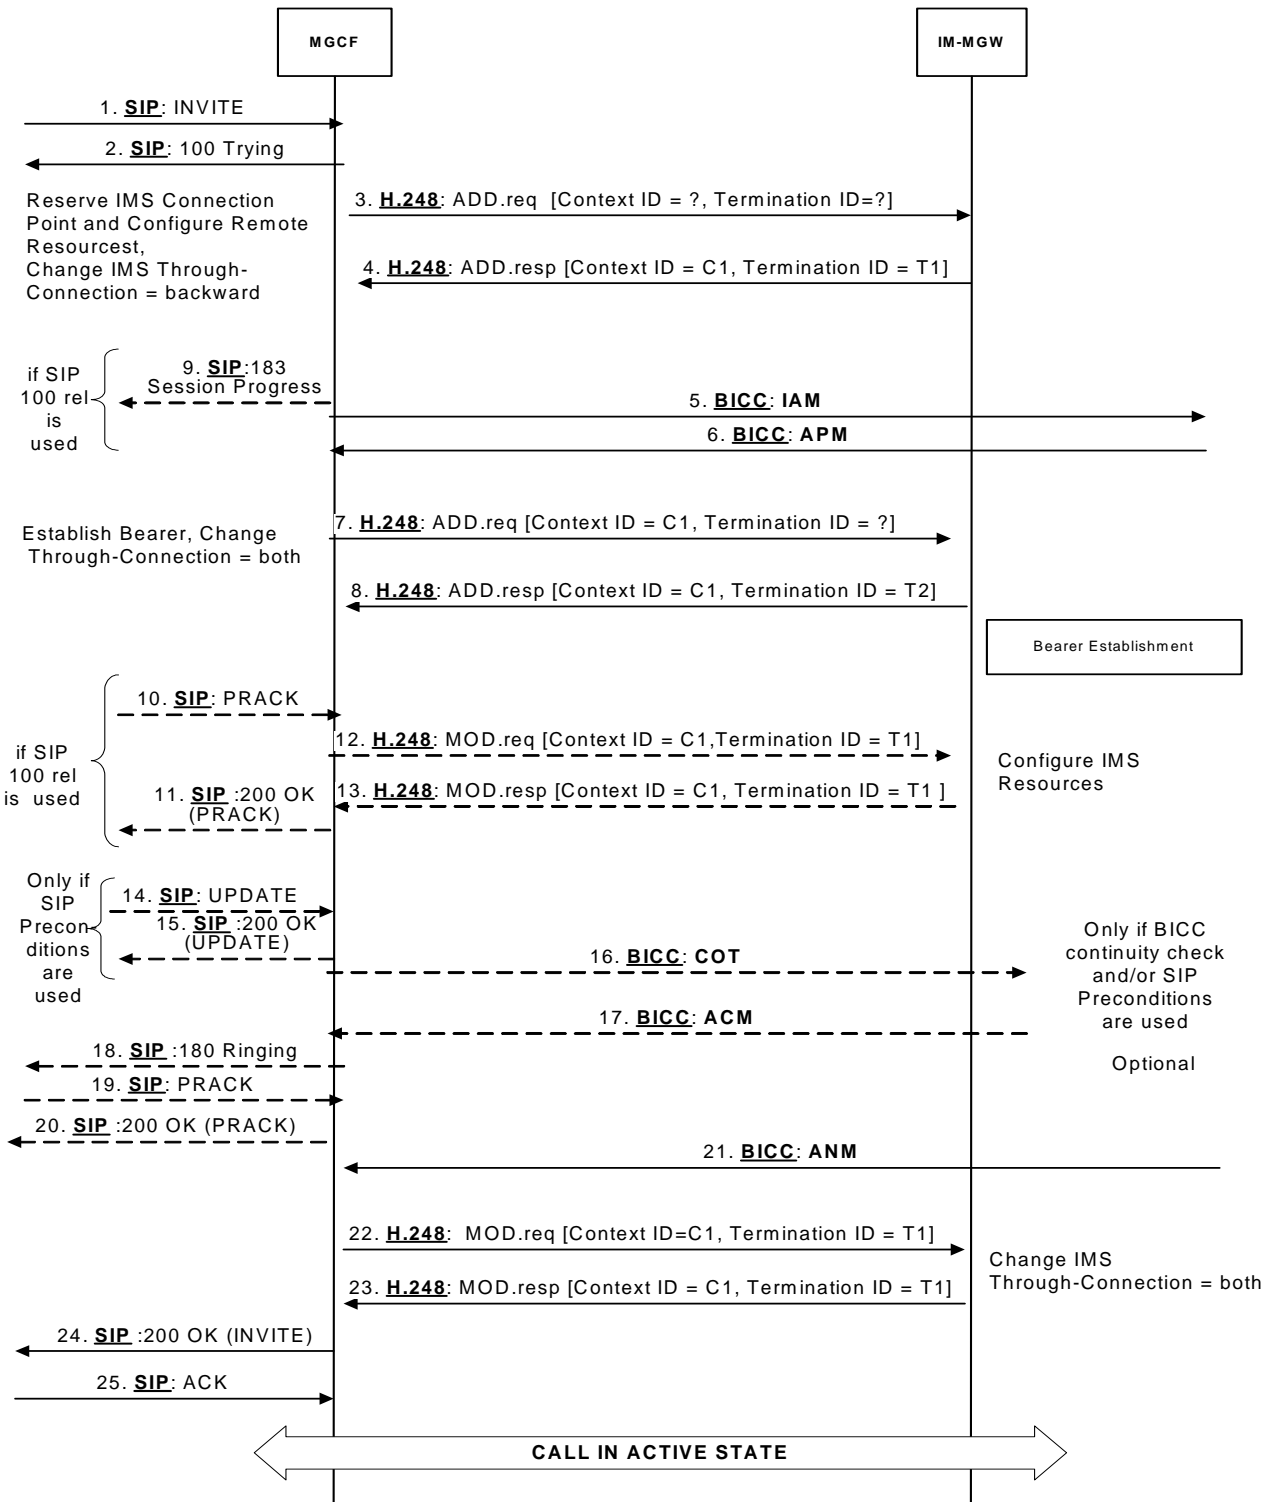 MGCF
IM-MGW
1. SIP: INVITE
2. SIP: 100 Trying
Reserve IMS Connection
Point and Configure Remote
Resourcest,
Change IMS Through-
Connection = backward
3. H.248: ADD.req [Context ID = ?, Termination ID=?]
4. H.248: ADD.resp [Context ID = C1, Termination ID = T1]
if SIP
100 rel
is
used
9. SIP:183
Session Progress
5. BICC: IAM
6. BICC: APM
Establish Bearer, Change
Through-Connection = both
7. H.248: ADD.req [Context ID = C1, Termination ID = ?]
8. H.248: ADD.resp [Context ID = C1, Termination ID = T2]
Bearer Establishment
if SIP
100 rel
is used
10. SIP: PRACK
12. H.248: MOD.req [Context ID = C1,Termination ID = T1]
11. SIP :200 OK
(PRACK)
13. H.248: MOD.resp [Context ID = C1, Termination ID = T1 ]
Configure IMS
Resources
Only if
SIP
Precon
ditions
are
used
14. SIP: UPDATE
15. SIP :200 OK
(UPDATE)
16. BICC: COT
Only if BICC
continuity check
and/or SIP
Preconditions
are used
17. BICC: ACM
18. SIP :180 Ringing
Optional
19. SIP: PRACK
20. SIP :200 OK (PRACK)
21. BICC: ANM
22. H.248: MOD.req [Context ID=C1, Termination ID = T1]
23. H.248: MOD.resp [Context ID = C1, Termination ID = T1]
Change IMS
Through-Connection = both
24. SIP :200 OK (INVITE)
25. SIP: ACK
CALL IN ACTIVE STATE